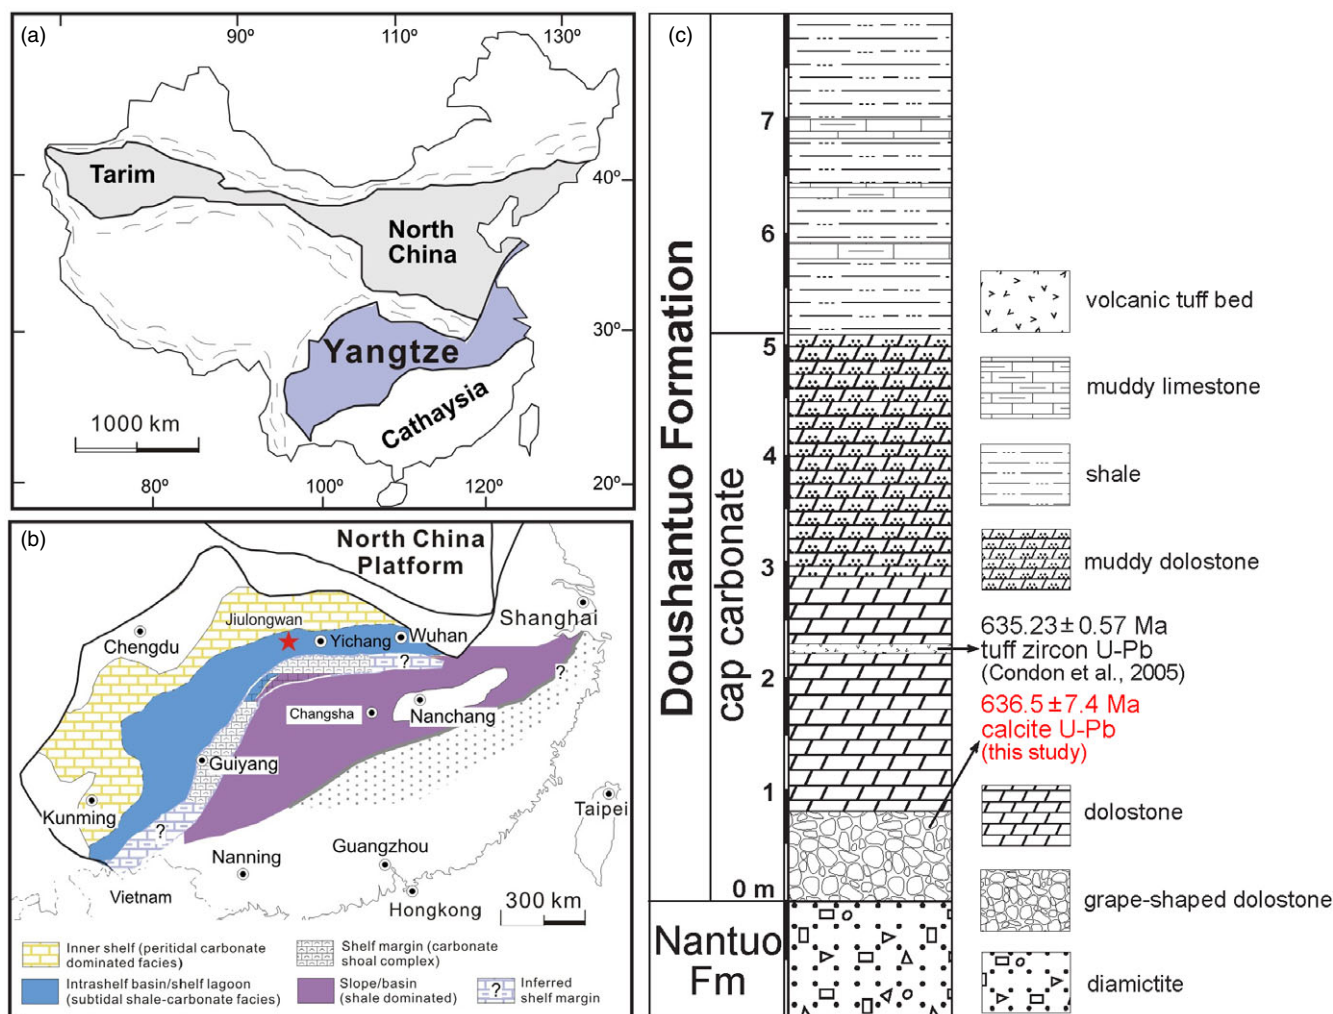 (a)
90º
110º
130º
Tarim
North
China
40º
30º
Yangtze
Cathaysia
1000 km
20º
80º
100º
120º
(b)
North China
Platform
Jiulongwan
Shanghai
Chengdu
Yichang
Wuhan
?
?
Changsha
Nanchang
Guiyang
Kunming
?
Taipei
Nanning
Guangzhou
Vietnam
Hongkong
300 km
Inner shelf (peritidal carbonate
dominated facies)
Shelf margin (carbonate
shoal complex)
Intrashelf basin/shelf lagoon
(subtidal shale-carbonate facies)
Slope/basin
(shale dominated)
?
Inferred
shelf margin
(c)
Doushantuo Formation
cap carbonate
7
6
5
4
3
2
1
0 m
Nantuo
Fm
volcanic tuff bed
muddy limestone
shale
muddy dolostone
635.23 ± 0.57 Ma
tuff zircon U-Pb
(Condon et al., 2005)
636.5 ± 7.4 Ma
calcite U-Pb
(this study)
dolostone
grape-shaped dolostone
diamictite